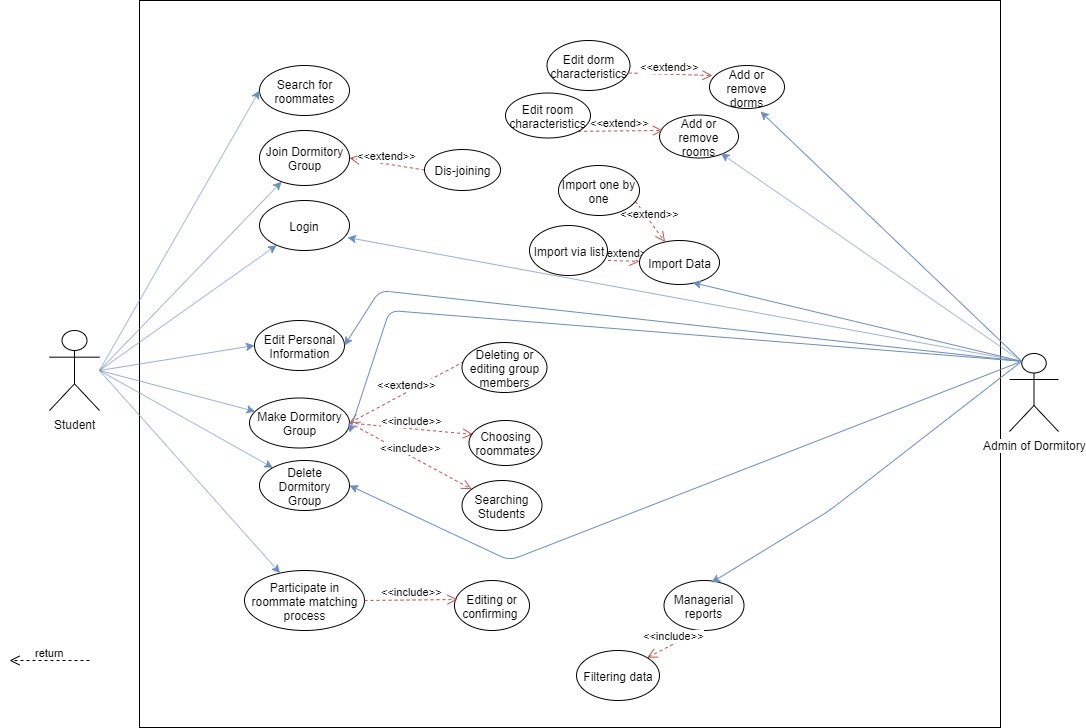 Search for
roommates
Join Dormitory
Group
<<extend>>
Dis-joining
Login
Edit dorm
characteristics
<<extend>>
Add or
remove
dorms
Edit room
characteristics
<<extend>>
Add or
remove
rooms
Import one by
one
<<extend>>
Import via list
extend:
Import Data
Edit Personal
Information
Deleting or
editing group
members
<<extend>>
Make Dormitory
Group
<<include>>
Choosing
roommates
<<include>>
Searching
Students
Delete
Dormitory
Group
Student
Admin of Dormitory
Participate in
roommate matching
process
<<include>>
Editing or
confirming
Managerial
reports
<<include>>
Filtering data
return